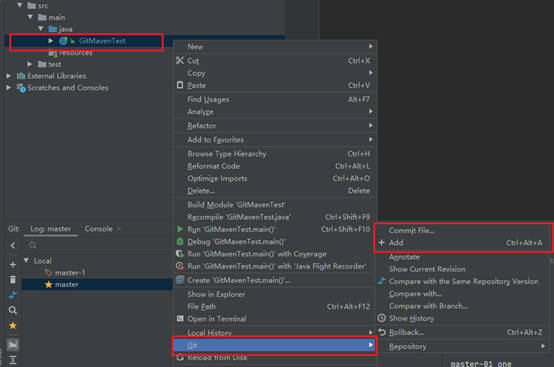 src
main
java
GitMavenTest
resources
test
External Libraries
Scratches and Consoles
New
Cut Ctrl+X
Copy
Paste Ctrl+V
Find Usages Alt+F7
Analyze
Refactor
Add to Favorites
Browse Type Hierarchy Ctrl+H
Reformat Code Ctrl+Alt+L
Optimize Imports Ctrl+Alt+O
Delete... Delete
Build Module 'GitMavenTest'
Recompile 'GitMavenTest.java' Ctrl+Shift+F9
Run 'GitMavenTest.main()' Ctrl+Shift+F10
Debug 'GitMavenTest.main()'
Run 'GitMavenTest.main()' with Coverage
Run 'GitMavenTest.main()' with 'Java Flight Recorder'
Create 'GitMavenTest.main()'...
Show in Explorer
File Path Ctrl+Alt+F12
Open in Terminal
Local History
Git
Reload from Disk
Git: Log: master Console
Local
master-1
master
Commit File...
Add Ctrl+Alt+A
Annotate
Show Current Revision
Compare with the Same Repository Version
Compare with...
Compare with Branch...
Show History
Rollback... Ctrl+Alt+Z
Repository
master-01 one